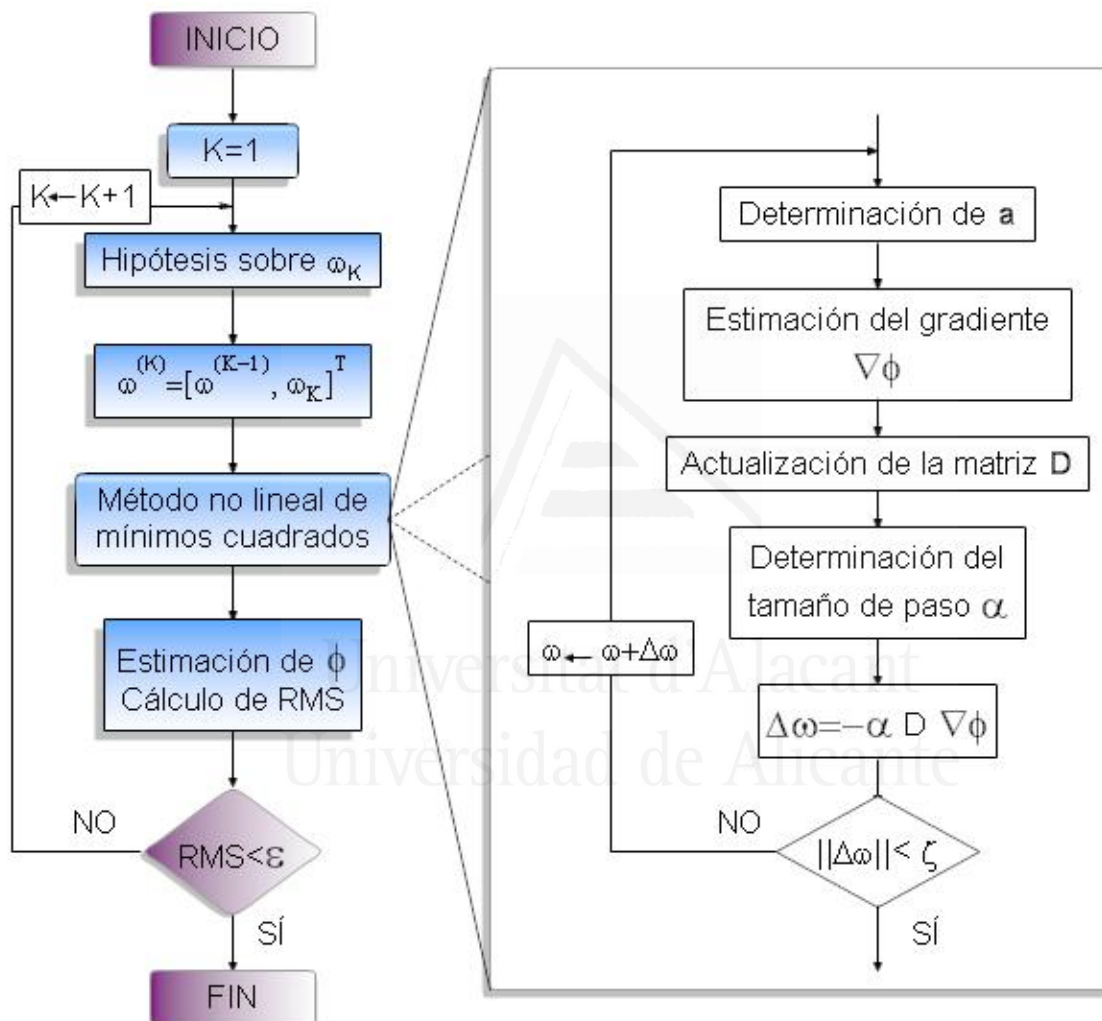 INICIO
K=1
K←K+1
Hipótesis sobre ωK
ω(K)=[ω(K-1), ωK]T
Método no lineal de
mínimos cuadrados
Estimación de ϕ
Cálculo de RMS
NO
RMS<ε
SÍ
FIN
Determinación de a
Estimación del gradiente
∇ϕ
Actualización de la matriz D
Determinación del
tamaño de paso α
ω← ω+Δω
Δω=-α D ∇ϕ
NO
||Δω||< ζ
SÍ
Universitat d'Alacant
Universidad de Alicante